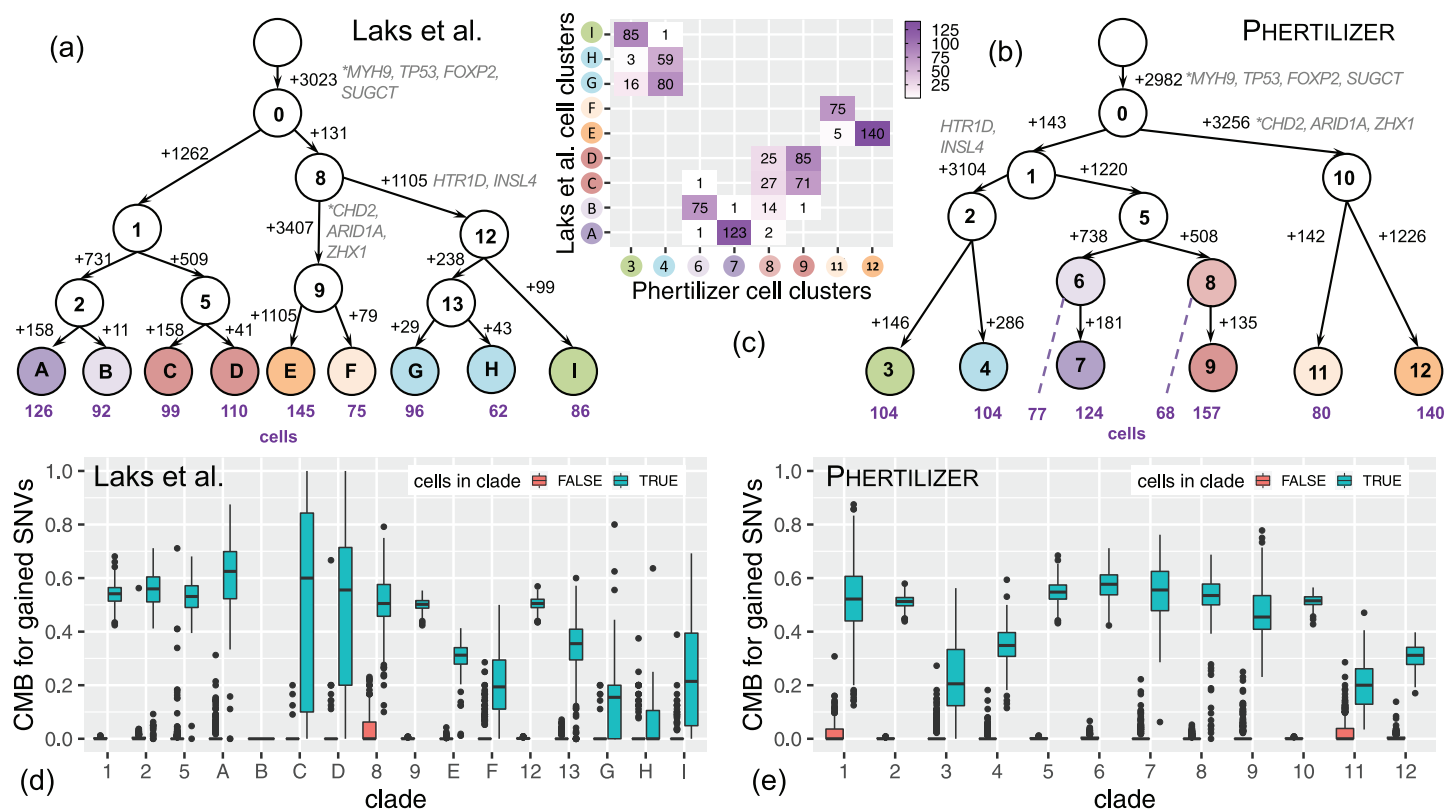 (a)
Laks et al.
+3023
*MYH9, TP53, FOXP2,
SUGCT
0
+1262
+131
8
+1105
HTR1D, INSL4
+3407
*CHD2,
ARID1A,
ZHX1
1
12
+731
+509
+238
+99
2
5
9
13
+158
+11
+158
+41
+1105
+79
+29
+43
A
B
C
D
E
F
G
H
I
126
92
99
110
145
75
96
62
86
cells
Laks et al. cell clusters
I
85
1
H
3
59
G
16
80
F
75
E
5
140
D
25
85
C
1
27
71
B
75
1
14
1
A
1
123
2
3
4
6
7
8
9
11
12
Phertilizer cell clusters
125
100
75
50
25
(c)
(b)
PHERTILIZER
+2982
*MYH9, TP53, FOXP2, SUGCT
0
HTR1D,
INSL4
+143
+3256
*CHD2, ARID1A, ZHX1
+3104
1
+1220
10
2
5
+142
+1226
+738
+508
6
8
+146
+286
+181
+135
3
4
7
9
11
12
104
104
77
124
68
157
80
140
cells
Laks et al.
cells in clade
FALSE
TRUE
CMB for gained SNVs
1.0
0.8
0.6
0.4
0.2
0.0
1
2
5
A
B
C
D
8
9
E
F
12
13
G
H
I
clade
(d)
PHERTILIZER
cells in clade
FALSE
TRUE
CMB for gained SNVs
1.0
0.8
0.6
0.4
0.2
0.0
1
2
3
4
5
6
7
8
9
10
11
12
clade
(e)